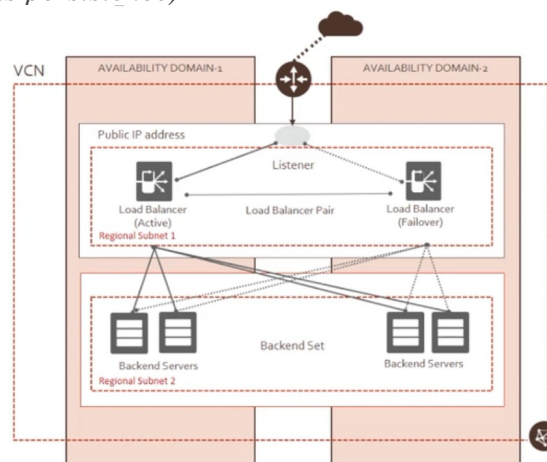 VCN
AVAILABILITY DOMAIN-1
AVAILABILITY DOMAIN-2
Public IP address
Listener
Load Balancer
(Active)
Load Balancer Pair
Load Balancer
(Failover)
Regional Subnet 1
Backend Servers
Backend Set
Backend Servers
Regional Subnet 2